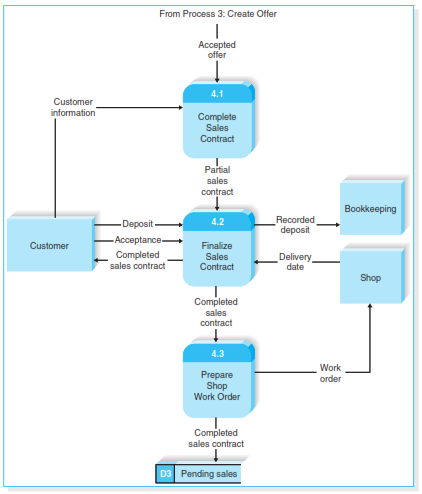 From Process 3: Create Offer
Accepted
offer
4.1
Complete
Sales
Contract
Customer
information
Partial
sales
contract
Bookkeeping
4.2
Finalize
Sales
Contract
Deposit
Acceptance
Completed
sales contract
Customer
Recorded
deposit
Delivery
date
Shop
Completed
sales
contract
4.3
Prepare
Shop
Work Order
Work
order
Completed
sales contract
D3 Pending sales